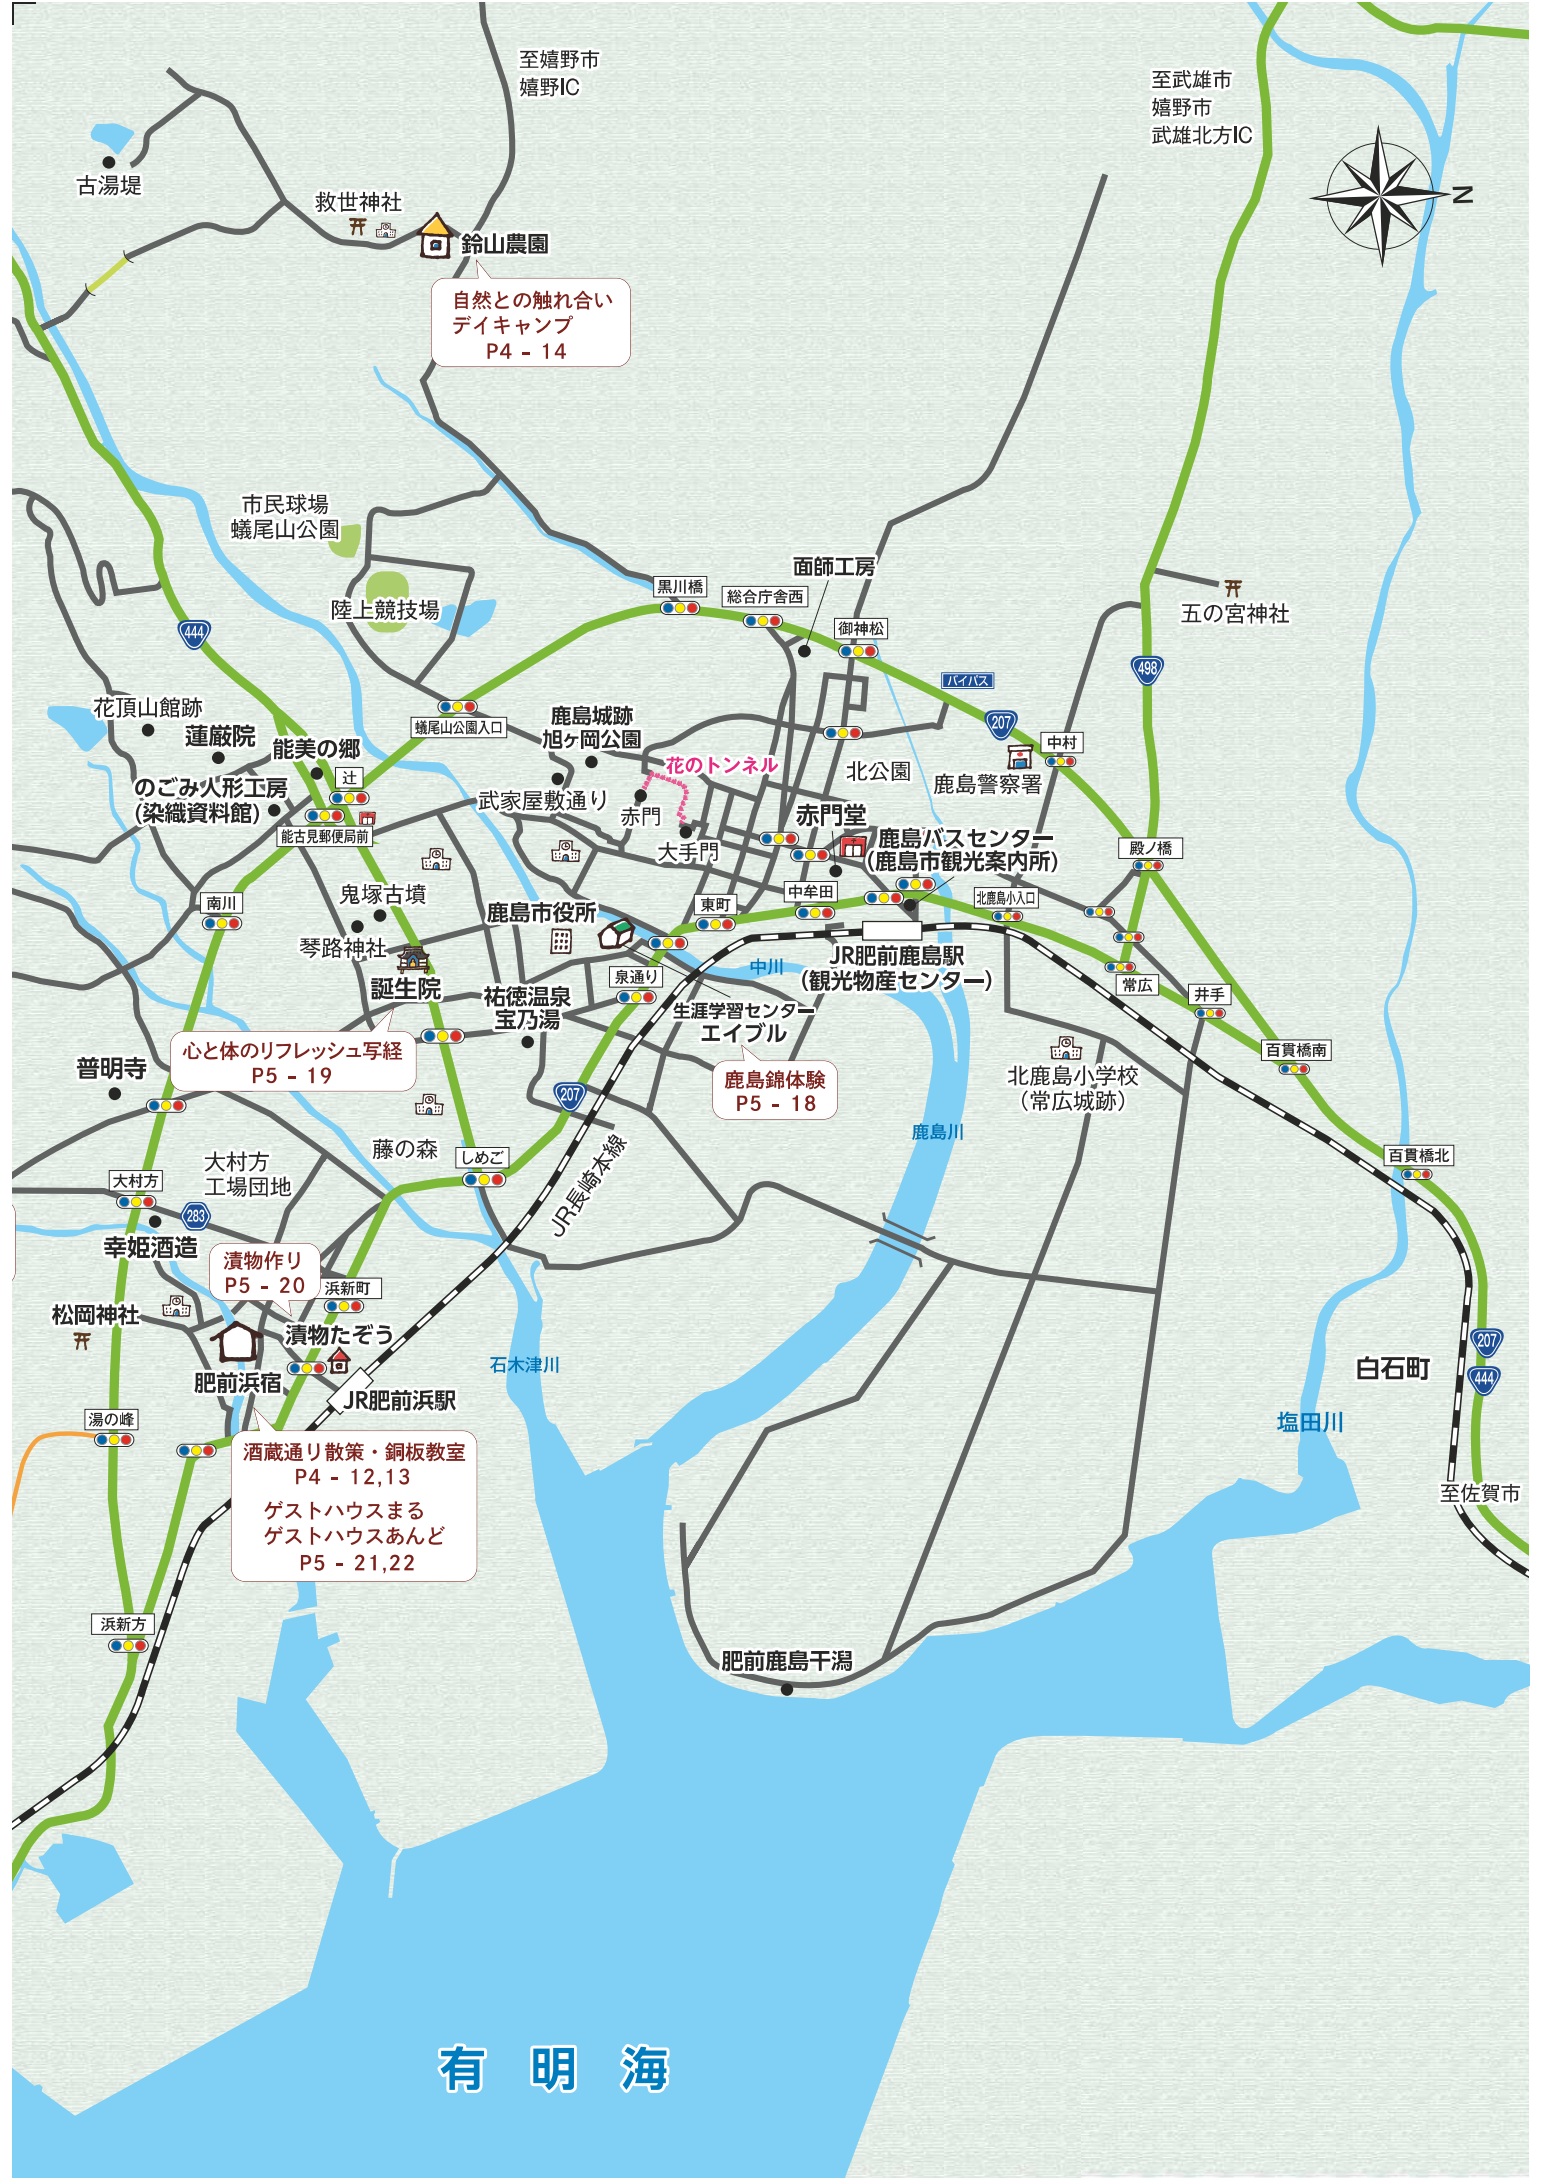 至嬉野市
嬉野IC
至武雄市
嬉野市
武雄北方IC
N
古湯堤
救世神社
鈴山農園
自然との触れ合い
デイキャンプ
P4 - 14
市民球場
蟻尾山公園
陸上競技場
黒川橋
総合庁舎西
面師工房
御神松
五の宮神社
444
498
バイパス
207
花頂山館跡
蓮厳院
能美の郷
蟻尾山公園入口
鹿島城跡
旭ヶ岡公園
花のトンネル
北公園
中村
鹿島警察署
のごみ人形工房
(染織資料館)
辻
能古見郵便局前
武家屋敷通り
赤門
大手門
赤門堂
鹿島バスセンター
(鹿島市観光案内所)
殿ノ橋
南川
鬼塚古墳
琴路神社
鹿島市役所
東町
中牟田
北鹿島小入口
誕生院
祐徳温泉
宝乃湯
泉通り
中川
JR肥前鹿島駅
(観光物産センター)
常広
井手
生涯学習センター
エイブル
心と体のリフレッシュ写経
P5 - 19
普明寺
鹿島錦体験
P5 - 18
207
北鹿島小学校
(常広城跡)
百貫橋南
鹿島川
百貫橋北
藤の森
しめご
JR長崎本線
大村方
工場団地
大村方
283
幸姫酒造
漬物作り
P5 - 20
浜新町
松岡神社
漬物たぞう
石木津川
肥前浜宿
JR肥前浜駅
207
444
白石町
塩田川
湯の峰
酒蔵通り散策・銅板教室
P4 - 12,13
ゲストハウスまる
ゲストハウスあんど
P5 - 21,22
至佐賀市
浜新方
肥前鹿島干潟
有明海